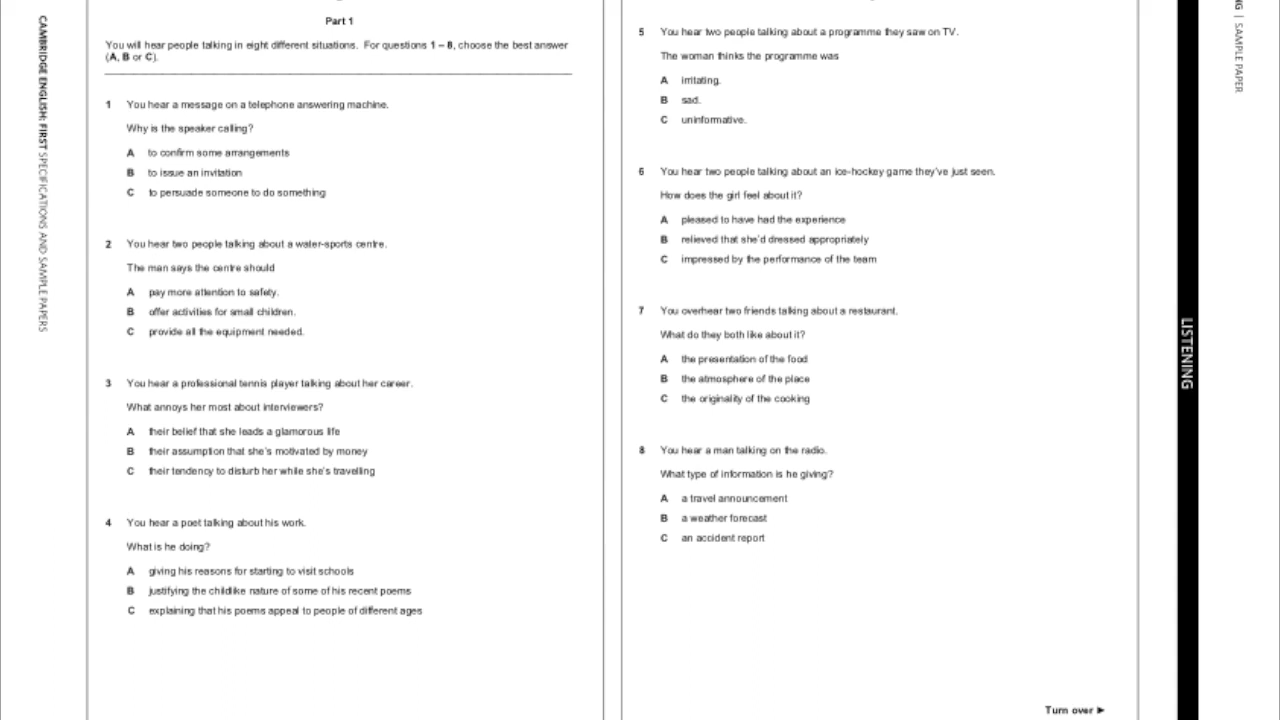 CAMBRIDGE ENGLISH: FIRST SPECIFICATIONS AND SAMPLE PAPERS
Part 1
You will hear people talking in eight different situations. For questions 1 – 8, choose the best answer
(A, B or C).
1 You hear a message on a telephone answering machine.
Why is the speaker calling?
A to confirm some arrangements
B to issue an invitation
C to persuade someone to do something
2 You hear two people talking about a water-sports centre.
The man says the centre should
A pay more attention to safety.
B offer activities for small children.
C provide all the equipment needed.
3 You hear a professional tennis player talking about her career.
What annoys her most about interviewers?
A their belief that she leads a glamorous life
B their assumption that she's motivated by money
C their tendency to disturb her while she's travelling
4 You hear a poet talking about his work.
What is he doing?
A giving his reasons for starting to visit schools
B justifying the childlike nature of some of his recent poems
C explaining that his poems appeal to people of different ages
5 You hear two people talking about a programme they saw on TV.
The woman thinks the programme was
A irritating.
B sad.
C uninformative.
6 You hear two people talking about an ice-hockey game they've just seen.
How does the girl feel about it?
A pleased to have had the experience
B relieved that she'd dressed appropriately
C impressed by the performance of the team
7 You overhear two friends talking about a restaurant.
What do they both like about it?
A the presentation of the food
B the atmosphere of the place
C the originality of the cooking
8 You hear a man talking on the radio.
What type of information is he giving?
A a travel announcement
B a weather forecast
C an accident report
Turn over ►
LISTENING
NG | SAMPLE PAPER